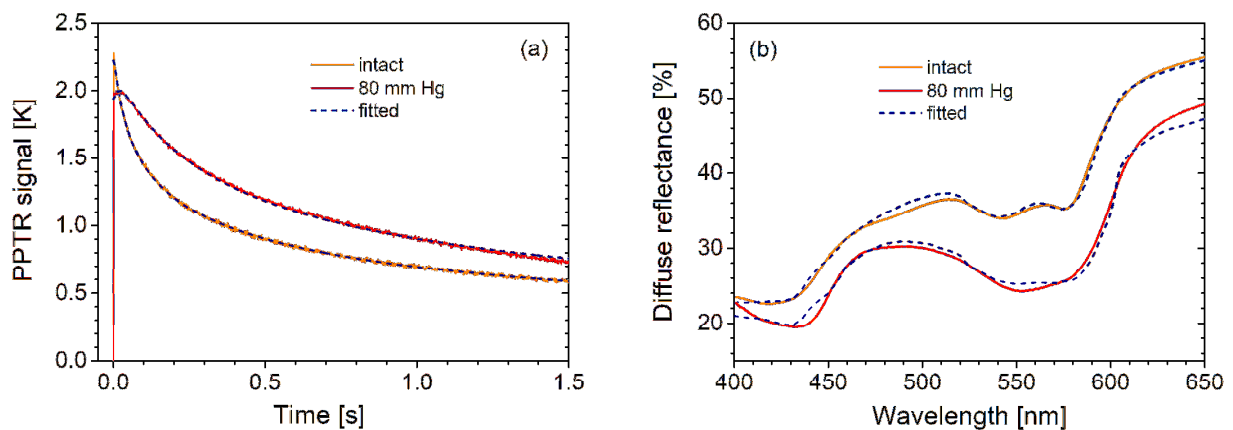 (a)
intact
80 mm Hg
fitted
PPTR signal [K]
2.5
2.0
1.5
1.0
0.5
0.0
0.0 0.5 1.0 1.5
Time [s]
(b)
intact
80 mm Hg
fitted
Diffuse reflectance [%]
60
50
40
30
20
400 450 500 550 600 650
Wavelength [nm]